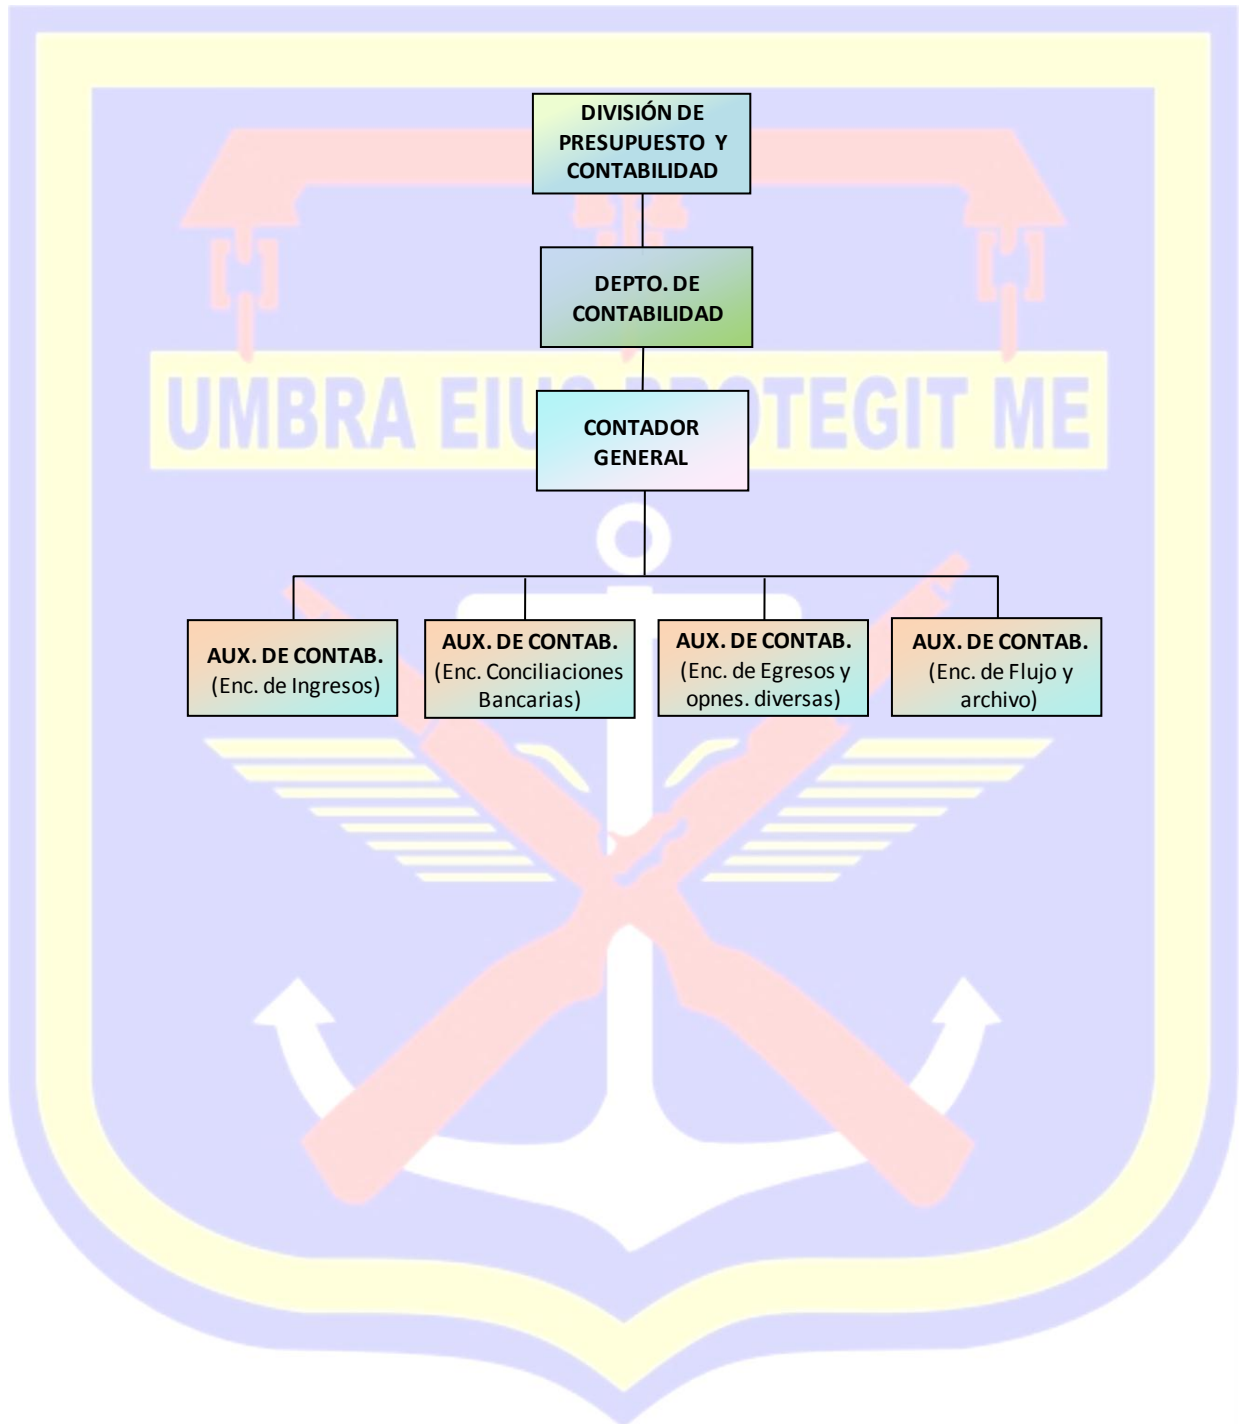 DIVISIÓN DE
PRESUPUESTO Y
CONTABILIDAD
DEPTO. DE
CONTABILIDAD
UMBRA EIUS PROTEGIT ME
CONTADOR
GENERAL
AUX. DE CONTAB.
(Enc. de Ingresos)
AUX. DE CONTAB.
(Enc. Conciliaciones
Bancarias)
AUX. DE CONTAB.
(Enc. de Egresos y
opnes. diversas)
AUX. DE CONTAB.
(Enc. de Flujo y
archivo)